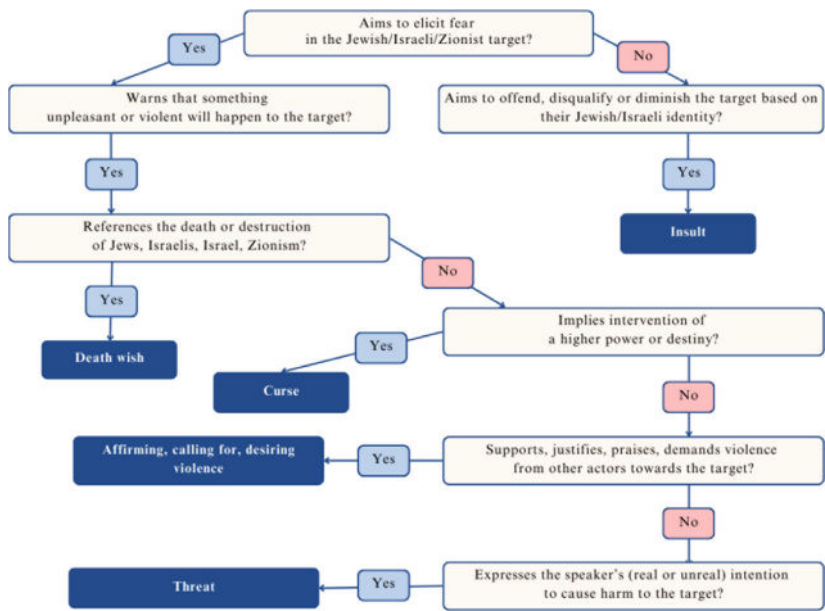 Aims to elicit fear
in the Jewish/Israeli/Zionist target?
Yes
No
Warns that something
unpleasant or violent will happen to the target?
Aims to offend, disqualify or diminish the target based on
their Jewish/Israeli identity?
Yes
Yes
References the death or destruction
of Jews, Israelis, Israel, Zionism?
Insult
No
Yes
Implies intervention of
a higher power or destiny?
Death wish
Yes
Curse
No
Affirming, calling for, desiring
violence
Yes
Supports, justifies, praises, demands violence
from other actors towards the target?
No
Threat
Yes
Expresses the speaker's (real or unreal) intention
to cause harm to the target?